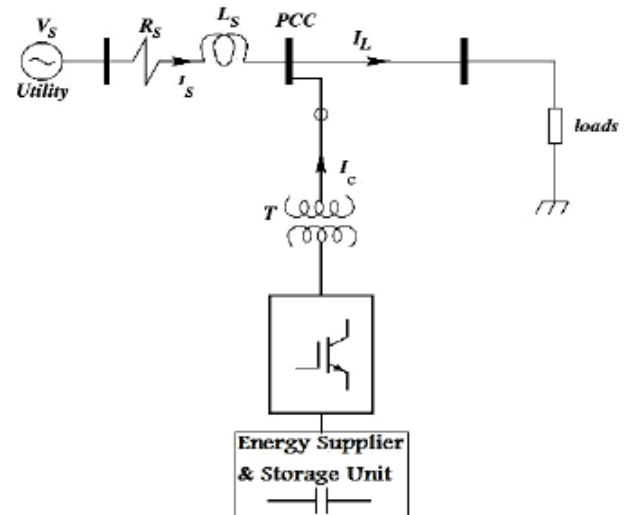 V_S
Utility
R_S
I_S
L_S
PCC
I_L
loads
I_c
T
Energy Supplier
& Storage Unit